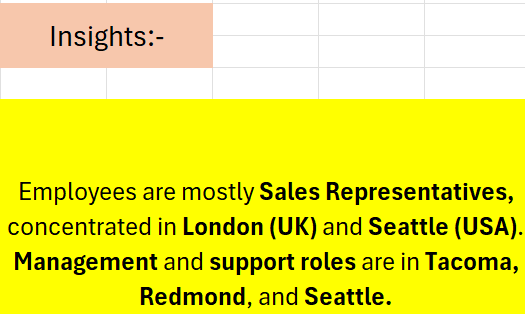 Insights:-
Employees are mostly Sales Representatives,
concentrated in London (UK) and Seattle (USA).
Management and support roles are in Tacoma,
Redmond, and Seattle.